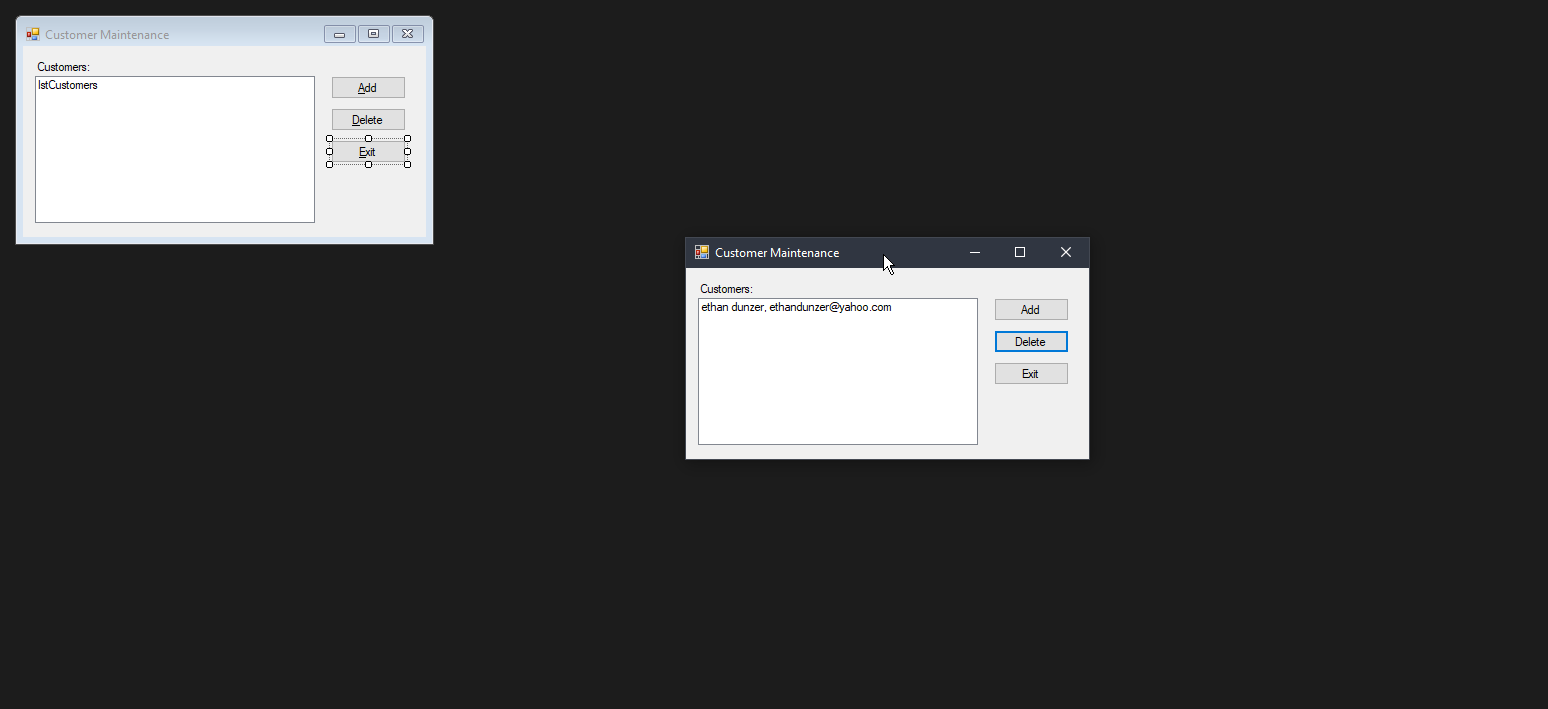 Customer Maintenance
Customers:
lstCustomers
Add
Delete
Exit
Customer Maintenance
Customers:
ethan dunzer, ethandunzer@yahoo.com
Add
Delete
Exit